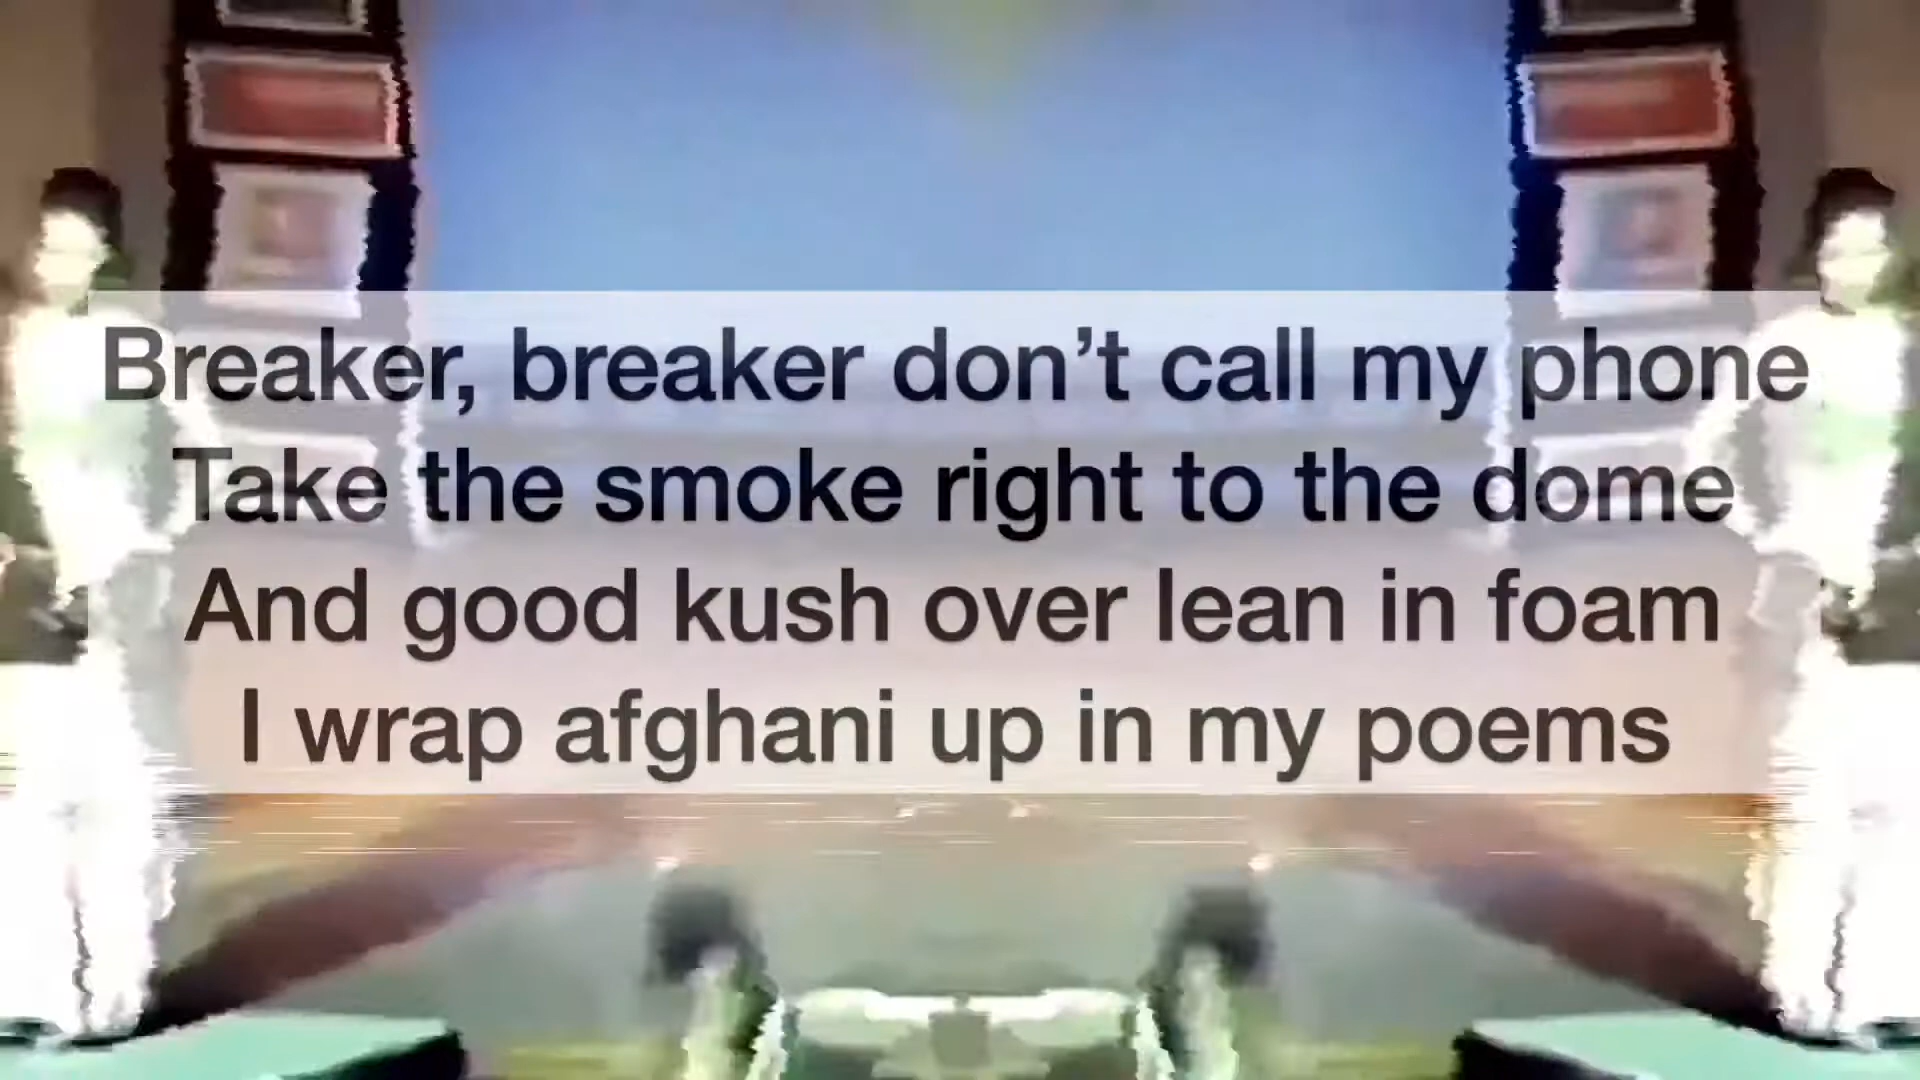 Breaker, breaker don’t call my phone
Take the smoke right to the dome
And good kush over lean in foam
I wrap afghani up in my poems